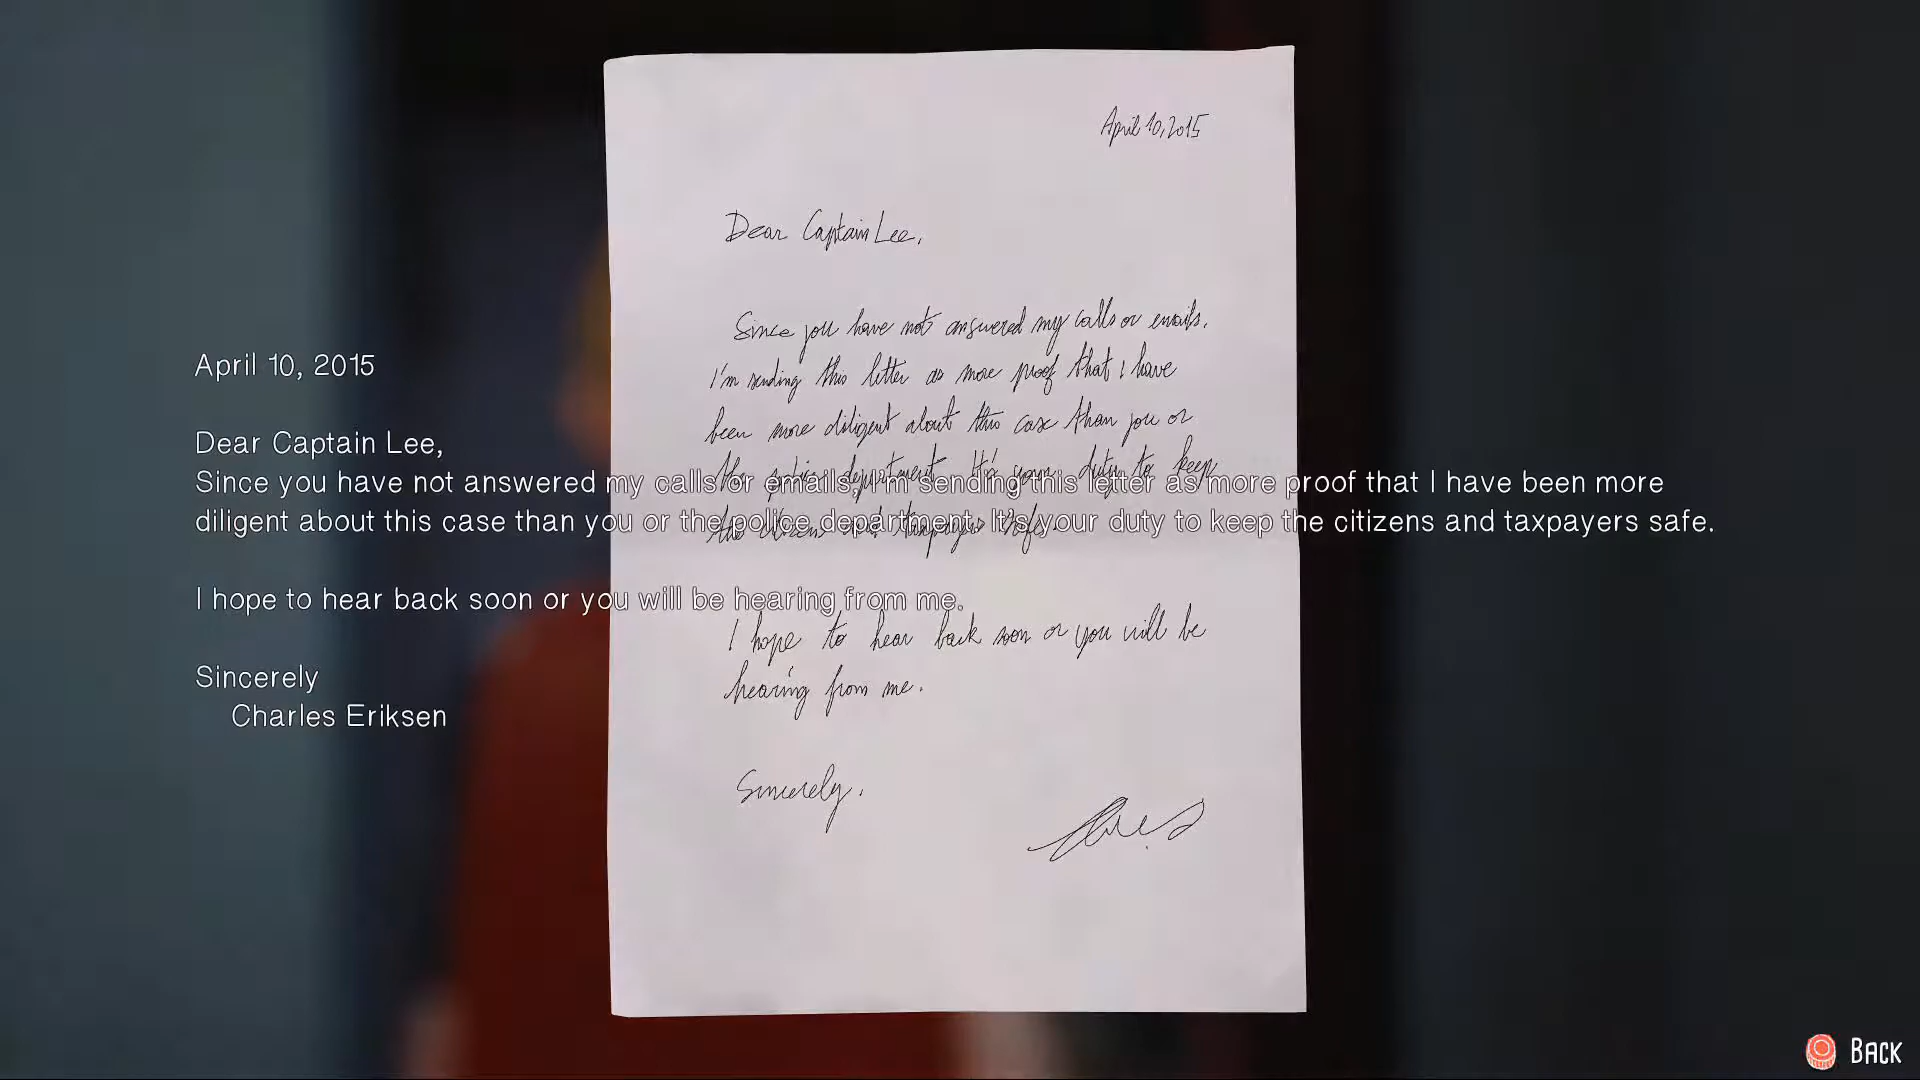 April 10, 2015
Dear Captain Lee,
Since you have not answered my calls or emails,
I'm sending this letter as more proof that I have
been more diligent about this case than you or
the police department. It's your duty to keep
the citizens and taxpayers safe.
I hope to hear back soon or you will be
hearing from me.
Sincerely,
April 10, 2015
Dear Captain Lee,
Since you have not answered my calls or emails, I'm sending this letter as more proof that I have been more
diligent about this case than you or the police department. It's your duty to keep the citizens and taxpayers safe.
I hope to hear back soon or you will be hearing from me.
Sincerely
Charles Eriksen
BACK